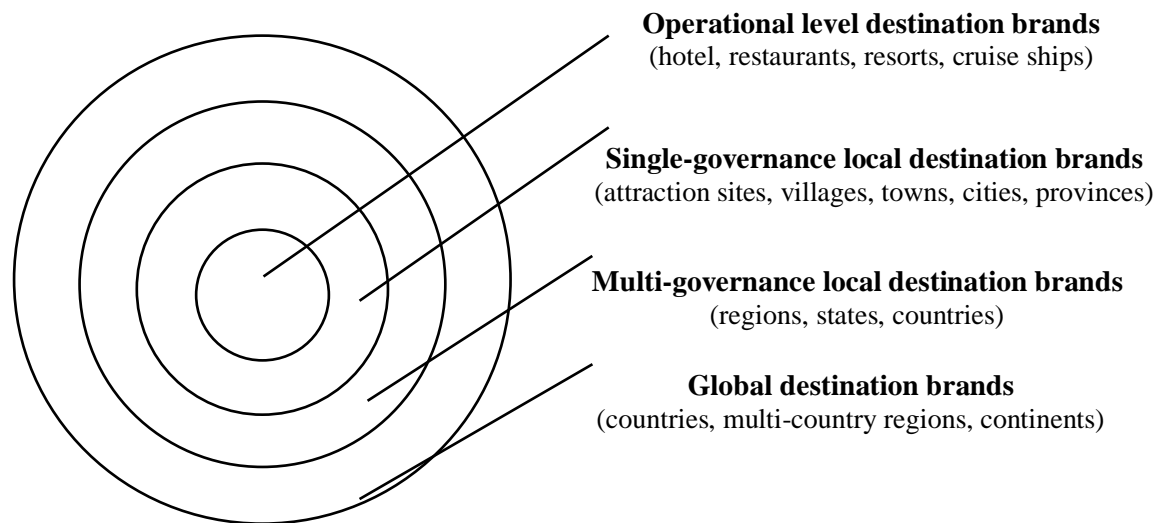 Operational level destination brands
(hotel, restaurants, resorts, cruise ships)
Single-governance local destination brands
(attraction sites, villages, towns, cities, provinces)
Multi-governance local destination brands
(regions, states, countries)
Global destination brands
(countries, multi-country regions, continents)